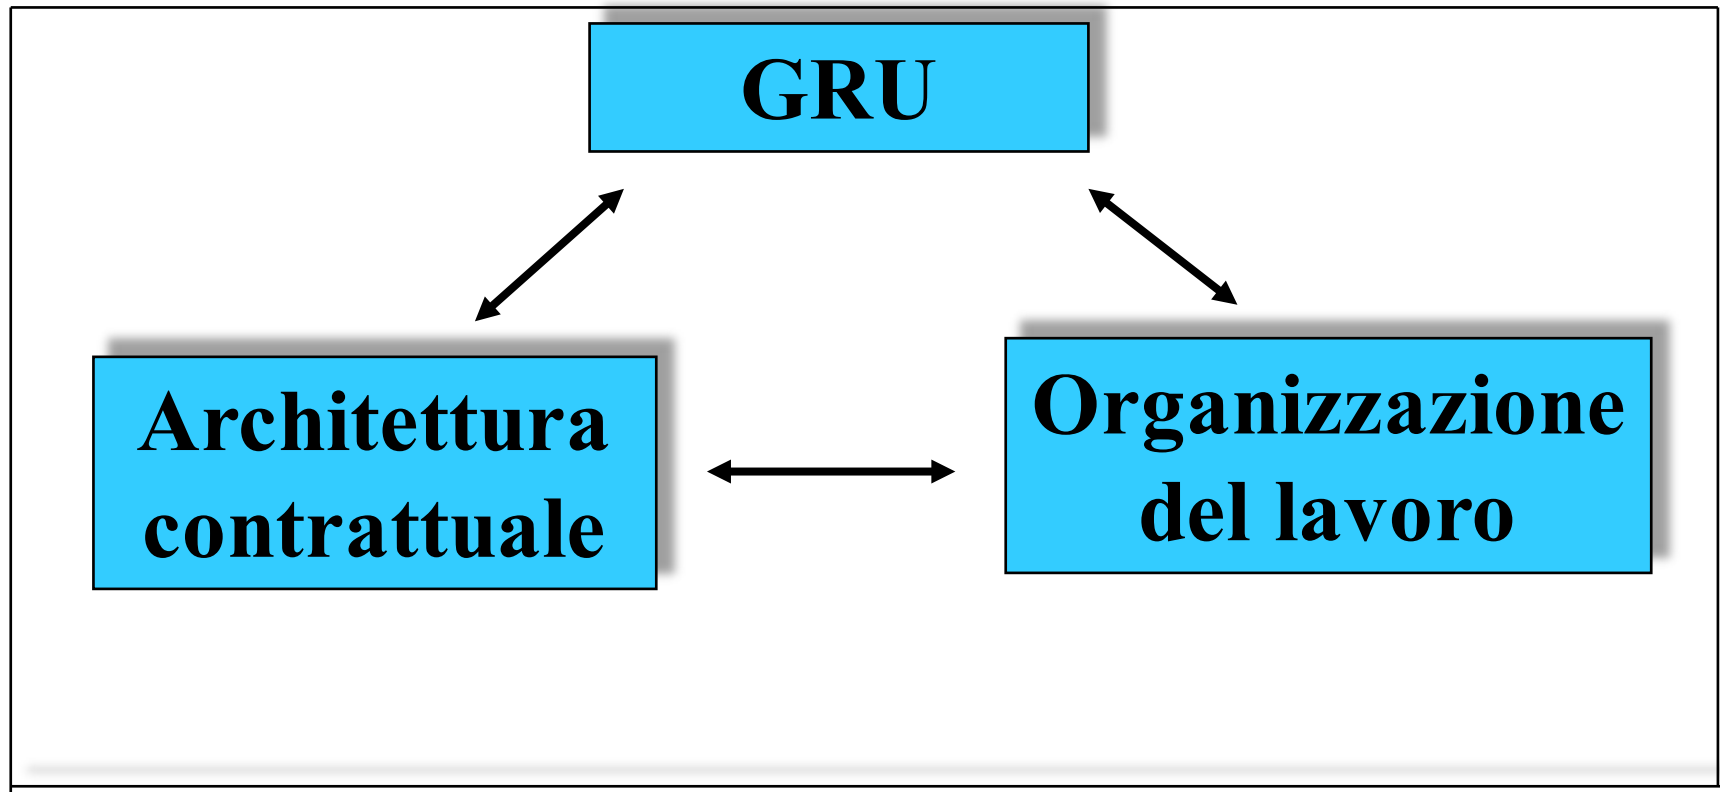 GRU
Architettura
contrattuale
Organizzazione
del lavoro